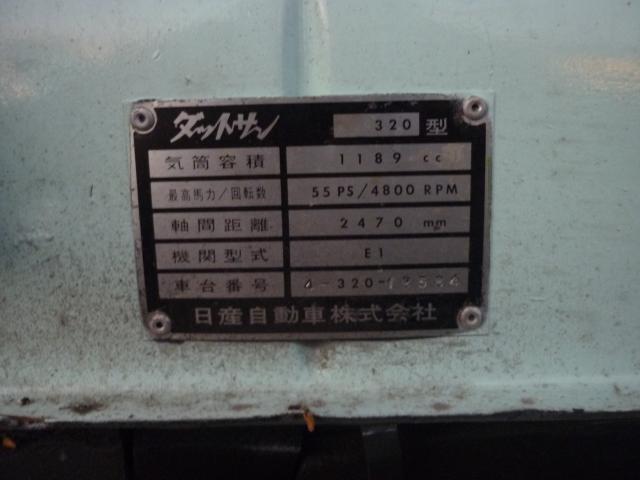 ダットサン 320 型
気筒容積 1189 cc
最高馬力/回転数 55 PS/4800 RPM
軸間距離 2470 mm
機関型式 E1
車台番号
日産自動車株式会社